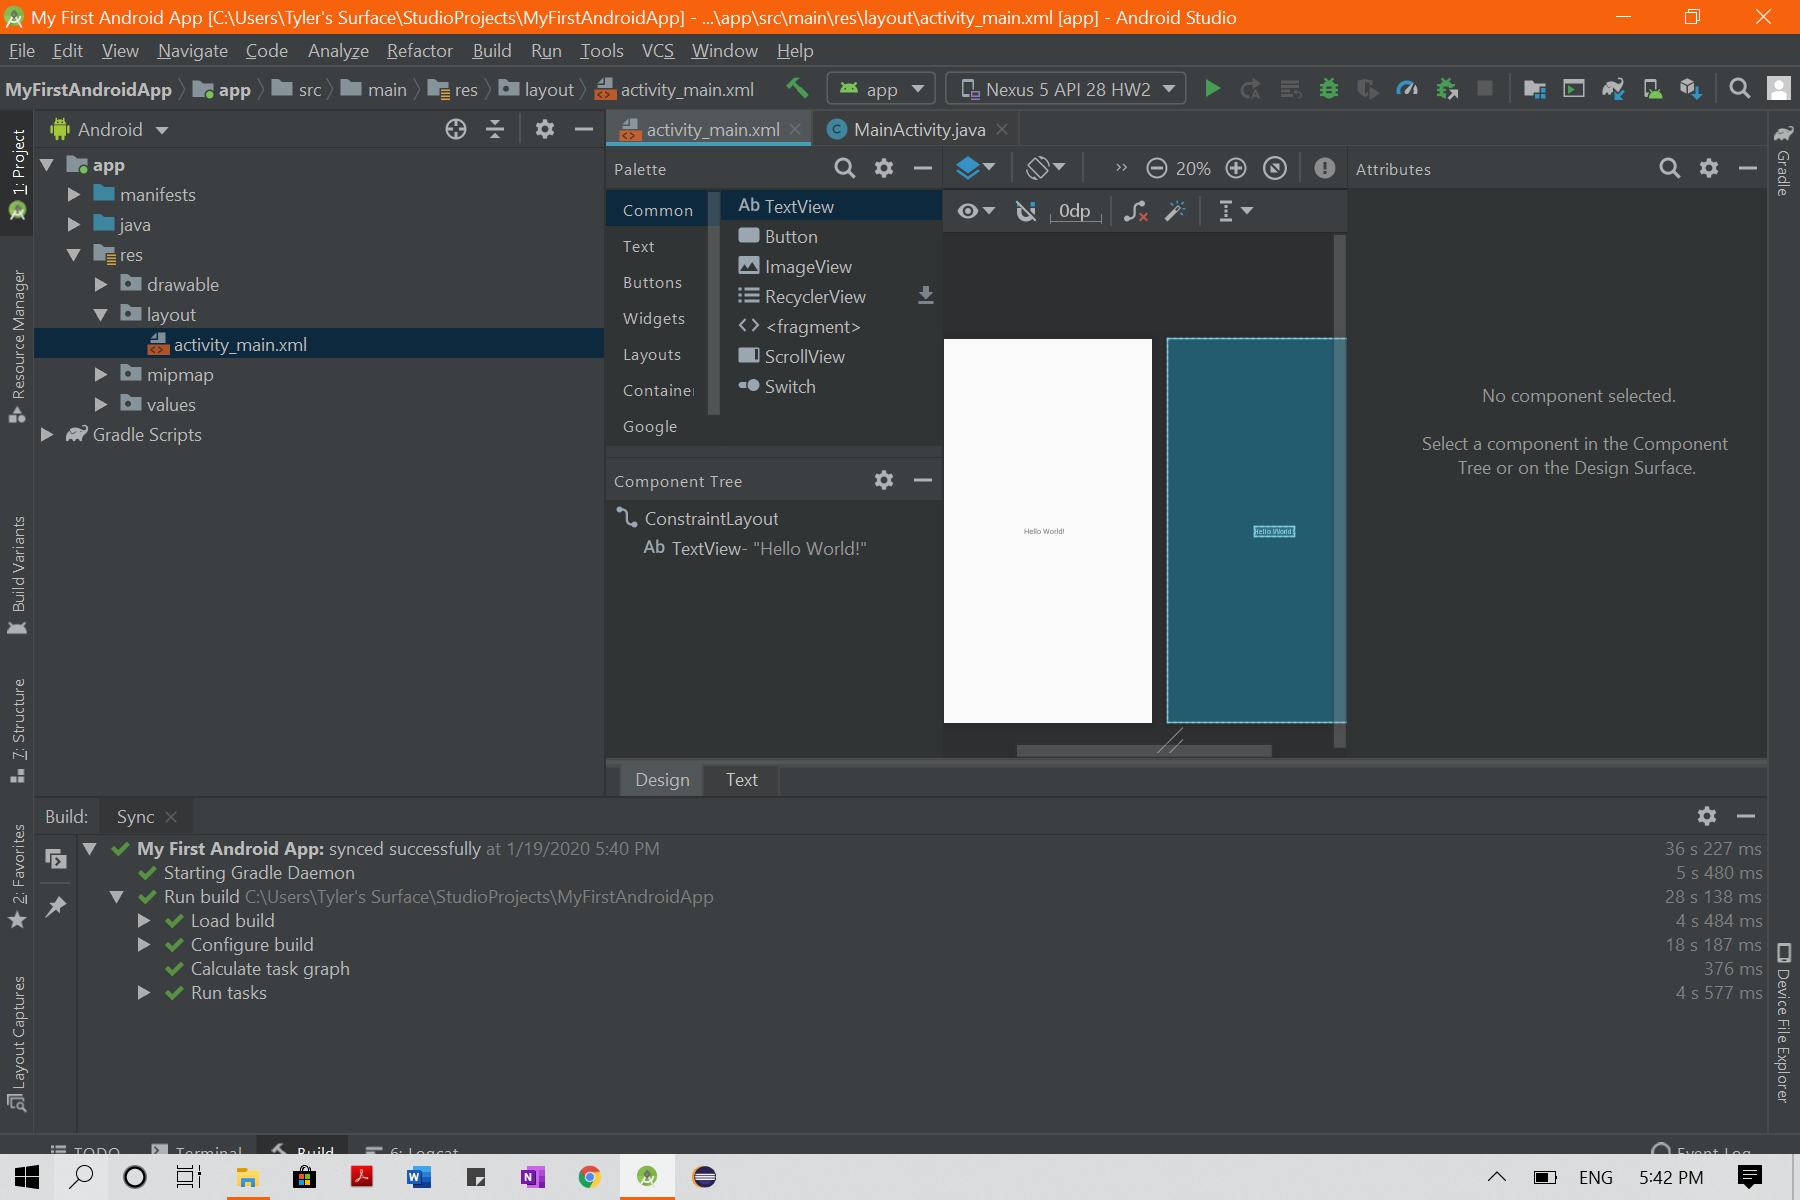 My First Android App [C:\Users\Tyler's Surface\StudioProjects\MyFirstAndroidApp] - ...\app\src\main\res\layout\activity_main.xml [app] - Android Studio
File Edit View Navigate Code Analyze Refactor Build Run Tools VCS Window Help
MyFirstAndroidApp app src main res layout activity_main.xml app Nexus 5 API 28 HW2
1: Project
Resource Manager
Build Variants
7: Structure
2: Favorites
Layout Captures
Android
app
manifests
java
res
drawable
layout
activity_main.xml
mipmap
values
Gradle Scripts
activity_main.xml MainActivity.java
Palette
Common
Text
Buttons
Widgets
Layouts
Container
Google
Ab TextView
Button
ImageView
RecyclerView
<> <fragment>
ScrollView
Switch
Component Tree
ConstraintLayout
Ab TextView- "Hello World!"
>> 20%
0dp
Hello World!
Hello World!
Attributes
No component selected.
Select a component in the Component
Tree or on the Design Surface.
Gradle
Device File Explorer
Design Text
Build: Sync
My First Android App: synced successfully at 1/19/2020 5:40 PM 36 s 227 ms
Starting Gradle Daemon 5 s 480 ms
Run build C:\Users\Tyler's Surface\StudioProjects\MyFirstAndroidApp 28 s 138 ms
Load build 4 s 484 ms
Configure build 18 s 187 ms
Calculate task graph 376 ms
Run tasks 4 s 577 ms
TODO Terminal Build 6: Logcat Event Log
ENG 5:42 PM